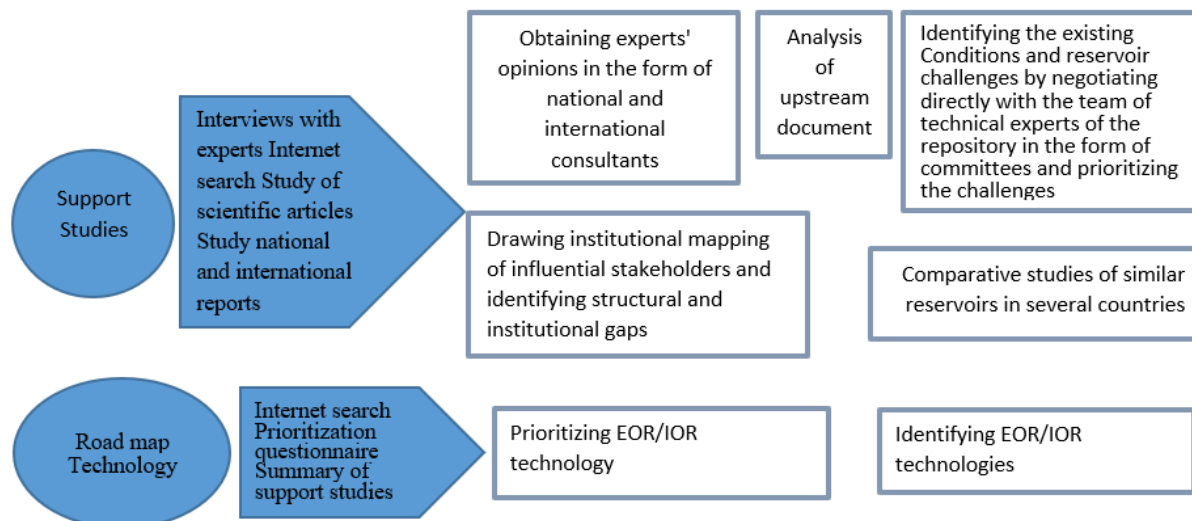 Support
Studies
Interviews with
experts Internet
search Study of
scientific articles
Study national
and international
reports
Obtaining experts'
opinions in the form of
national and
international
consultants
Analysis
of
upstream
document
Identifying the existing
Conditions and reservoir
challenges by negotiating
directly with the team of
technical experts of the
repository in the form of
committees and prioritizing
the challenges
Drawing institutional mapping
of influential stakeholders and
identifying structural and
institutional gaps
Comparative studies of similar
reservoirs in several countries
Road map
Technology
Internet search
Prioritization
questionnaire
Summary of
support studies
Prioritizing EOR/IOR
technology
Identifying EOR/IOR
technologies